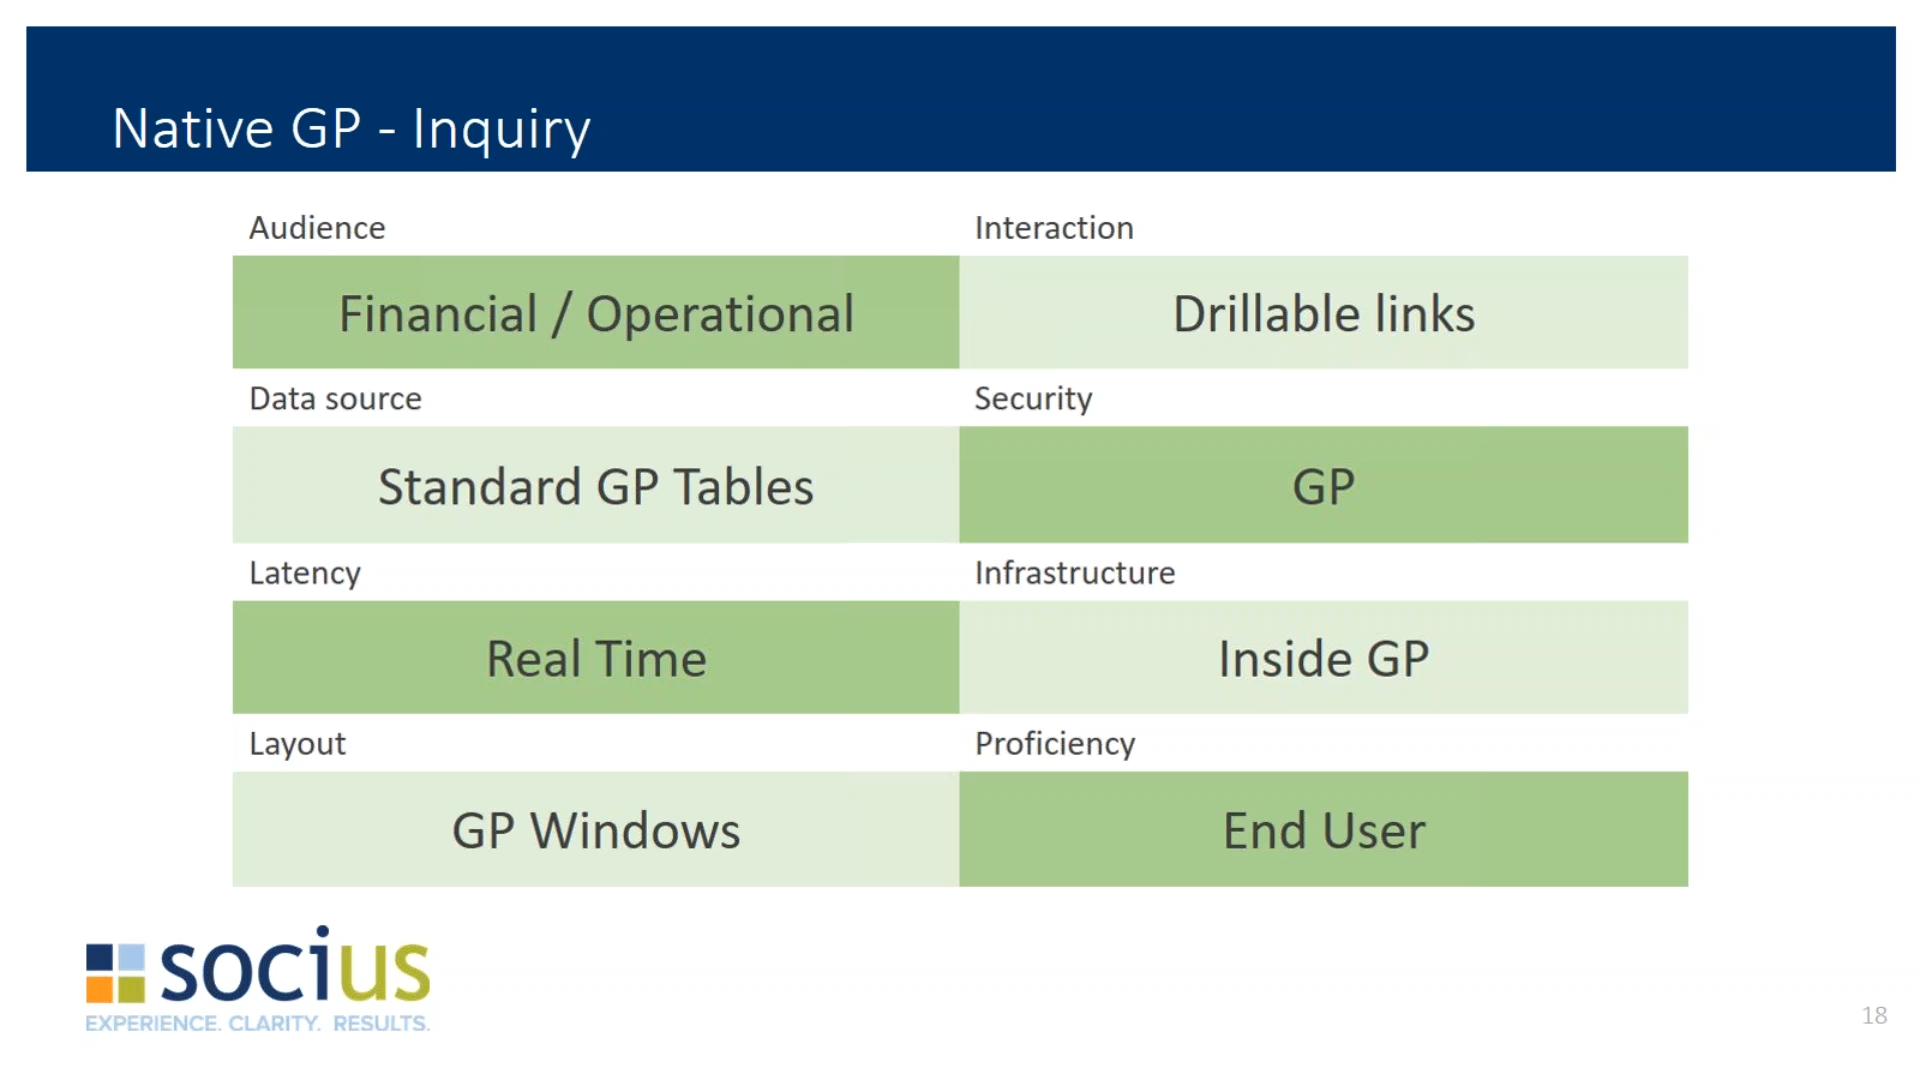 Native GP - Inquiry
Audience
Interaction
Financial / Operational
Drillable links
Data source
Security
Standard GP Tables
GP
Latency
Infrastructure
Real Time
Inside GP
Layout
Proficiency
GP Windows
End User
socius
EXPERIENCE. CLARITY. RESULTS.
18